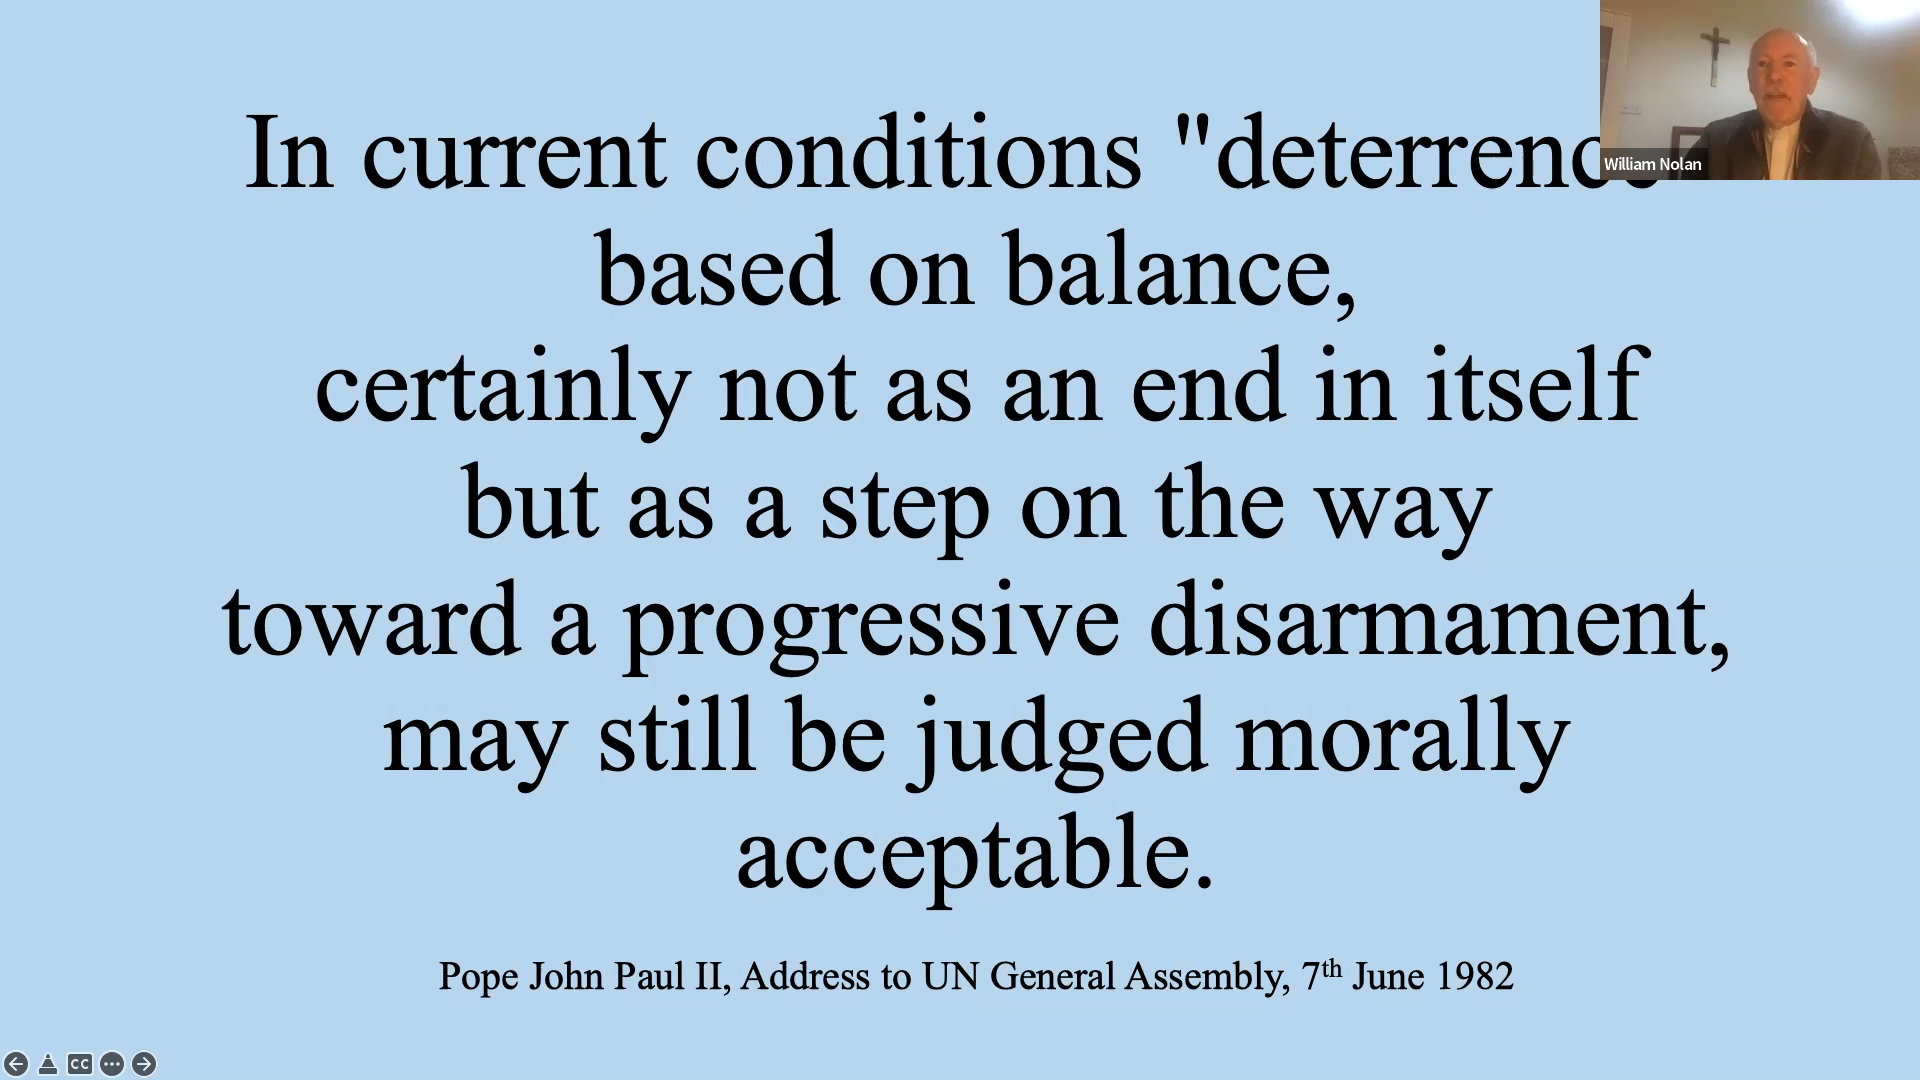 In current conditions "deterrence
based on balance,
certainly not as an end in itself
but as a step on the way
toward a progressive disarmament,
may still be judged morally
acceptable.
Pope John Paul II, Address to UN General Assembly, 7th June 1982
William Nolan
CC